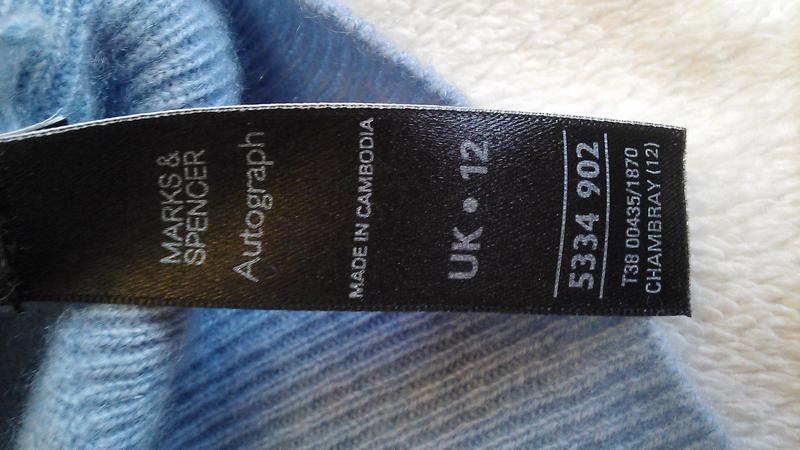 MARKS &
SPENCER
Autograph
MADE IN CAMBODIA
UK • 12
5334 902
T38 00435/1870
CHAMBRAY (12)